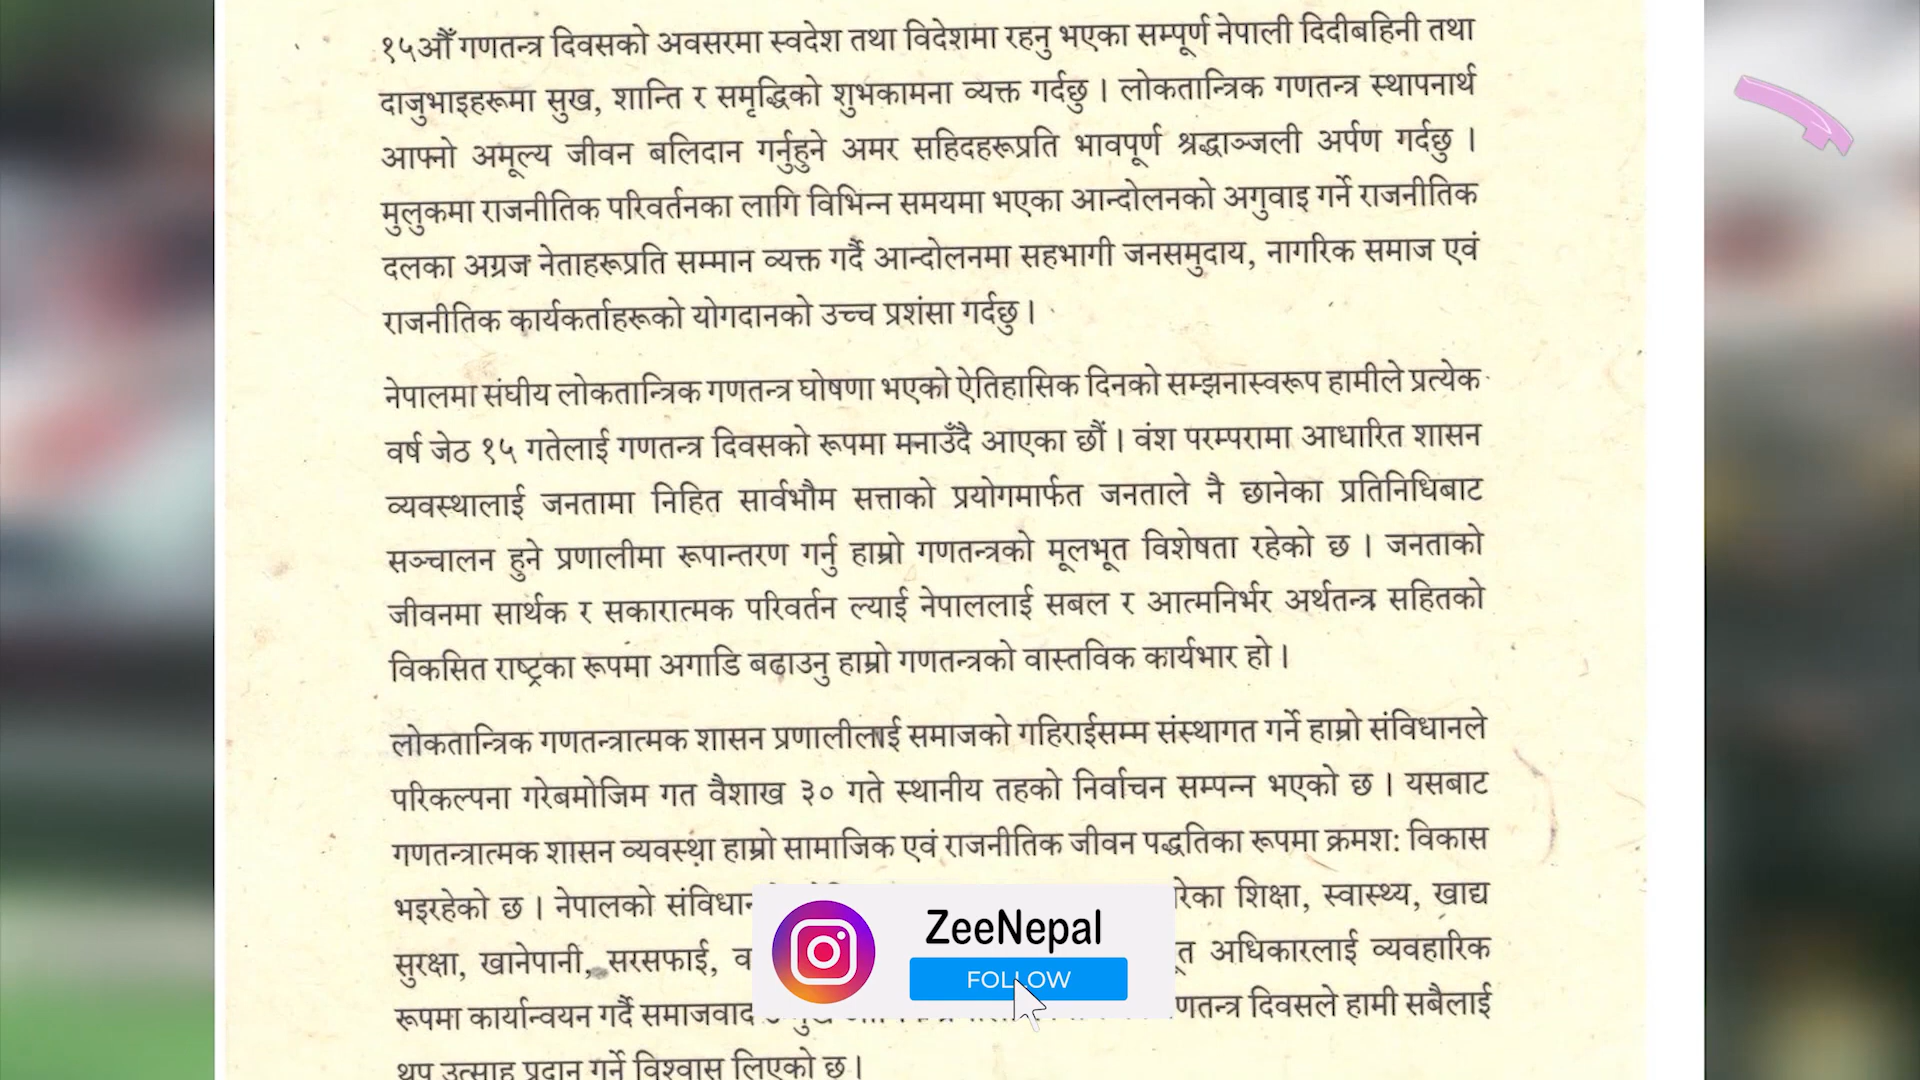 १५औँ गणतन्त्र दिवसको अवसरमा स्वदेश तथा विदेशमा रहनु भएका सम्पूर्ण नेपाली दिदीबहिनी तथा
दाजुभाइहरूमा सुख, शान्ति र समृद्धिको शुभकामना व्यक्त गर्दछु । लोकतान्त्रिक गणतन्त्र स्थापनार्थ
आफ्नो अमूल्य जीवन बलिदान गर्नुहुने अमर सहिदहरूप्रति भावपूर्ण श्रद्धाञ्जली अर्पण गर्दछु ।
मुलुकमा राजनीतिक परिवर्तनका लागि विभिन्न समयमा भएका आन्दोलनको अगुवाइ गर्ने राजनीतिक
दलका अग्रज नेताहरूप्रति सम्मान व्यक्त गर्दै आन्दोलनमा सहभागी जनसमुदाय, नागरिक समाज एवं
राजनीतिक कार्यकर्ताहरूको योगदानको उच्च प्रशंसा गर्दछु ।
नेपालमा संघीय लोकतान्त्रिक गणतन्त्र घोषणा भएको ऐतिहासिक दिनको सम्झनास्वरूप हामीले प्रत्येक
वर्ष जेठ १५ गतेलाई गणतन्त्र दिवसको रूपमा मनाउँदै आएका छौं । वंश परम्परामा आधारित शासन
व्यवस्थालाई जनतामा निहित सार्वभौम सत्ताको प्रयोगमार्फत जनताले नै छानेका प्रतिनिधिबाट
सञ्चालन हुने प्रणालीमा रूपान्तरण गर्नु हाम्रो गणतन्त्रको मूलभूत विशेषता रहेको छ । जनताको
जीवनमा सार्थक र सकारात्मक परिवर्तन ल्याई नेपाललाई सबल र आत्मनिर्भर अर्थतन्त्र सहितको
विकसित राष्ट्रका रूपमा अगाडि बढाउनु हाम्रो गणतन्त्रको वास्तविक कार्यभार हो ।
लोकतान्त्रिक गणतन्त्रात्मक शासन प्रणालीलाई समाजको गहिराईसम्म संस्थागत गर्ने हाम्रो संविधानले
परिकल्पना गरेबमोजिम गत वैशाख ३० गते स्थानीय तहको निर्वाचन सम्पन्न भएको छ । यसबाट
गणतन्त्रात्मक शासन व्यवस्था हाम्रो सामाजिक एवं राजनीतिक जीवन पद्धतिका रूपमा क्रमश: विकास
भइरहेको छ । नेपालको शिक्षा, स्वास्थ्य, खाद्य
सुरक्षा, खानेपानी, सरसफाई, अधिकारलाई व्यवहारिक
रूपमा कार्यान्वयन गर्दै समाजवाद दिवसले हामी सबैलाई
थप उत्साह प्रदान गर्ने विश्वास लिएको छ ।
ZeeNepal
FOLLOW